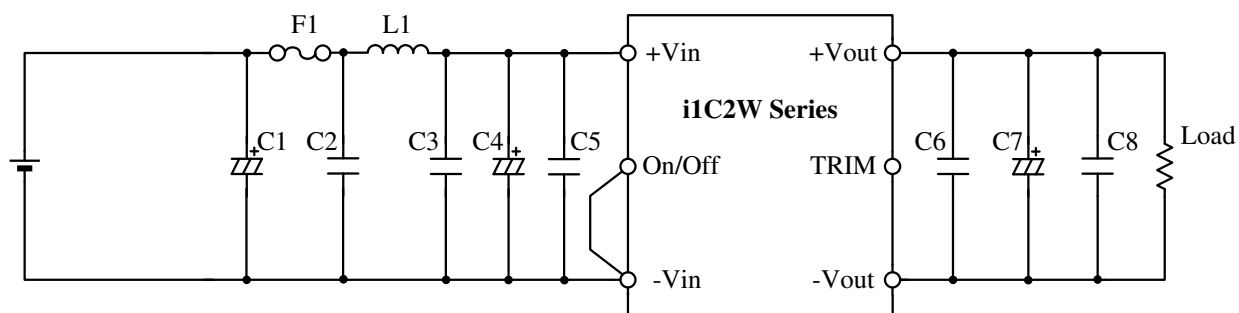 F1 L1
+Vin +Vout
i1C2W Series
C1 C2 C3 C4 C5 C6 C7 C8 Load
+ + +
On/Off TRIM
-Vin -Vout